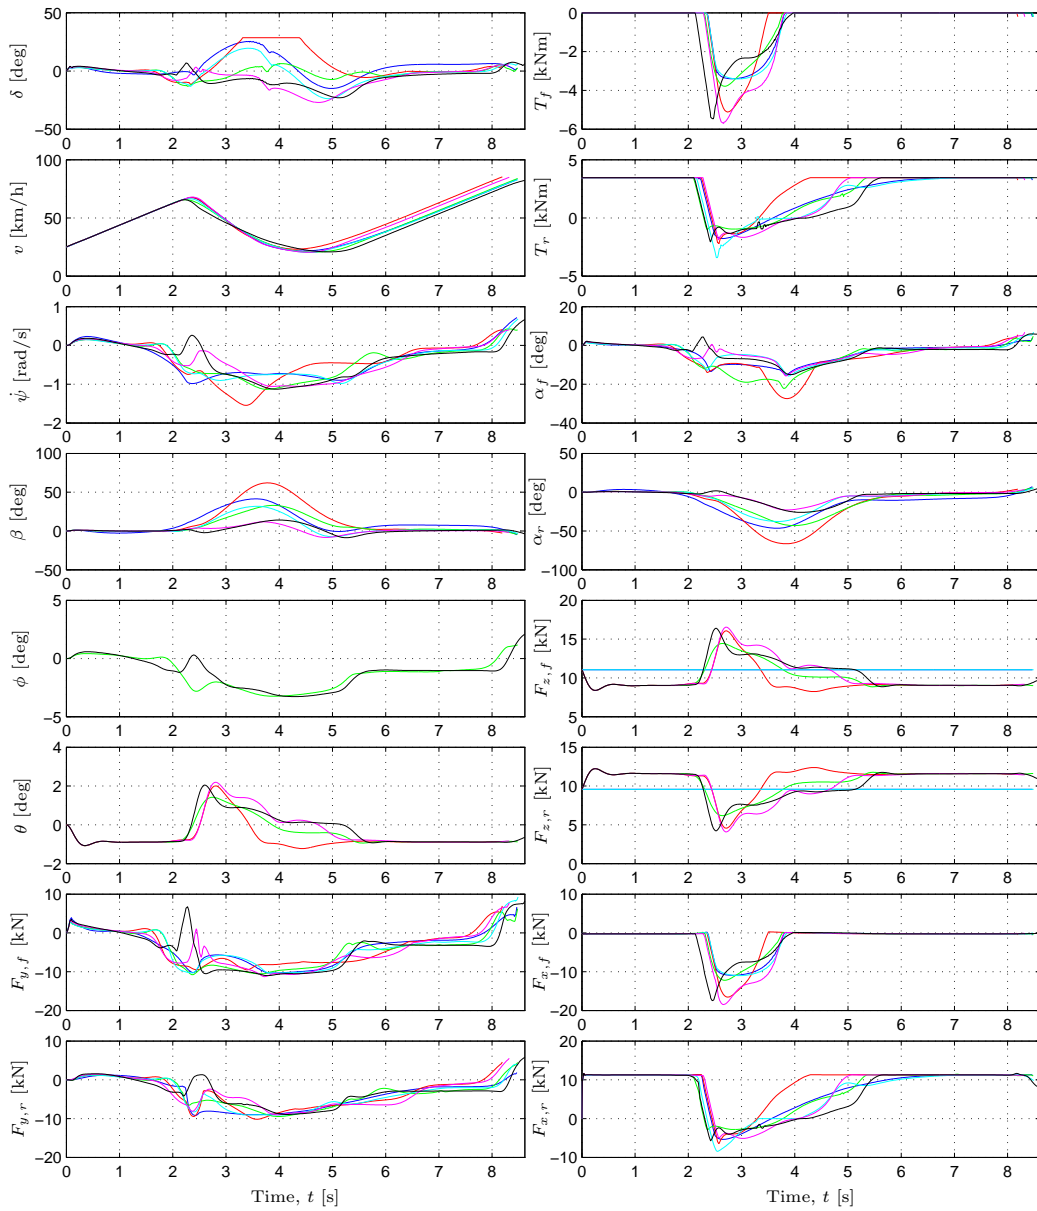 50
0
−50
δ [deg]
0 1 2 3 4 5 6 7 8
0
−2
−4
−6
T_f [kNm]
0 1 2 3 4 5 6 7 8
100
50
0
v [km/h]
0 1 2 3 4 5 6 7 8
5
0
−5
T_r [kNm]
0 1 2 3 4 5 6 7 8
1
0
−1
−2
ψ̇ [rad/s]
0 1 2 3 4 5 6 7 8
20
0
−20
−40
α_f [deg]
0 1 2 3 4 5 6 7 8
100
50
0
−50
β [deg]
0 1 2 3 4 5 6 7 8
50
0
−50
−100
α_r [deg]
0 1 2 3 4 5 6 7 8
5
0
−5
ϕ [deg]
0 1 2 3 4 5 6 7 8
20
15
10
5
F_{z,f} [kN]
0 1 2 3 4 5 6 7 8
4
2
0
−2
θ [deg]
0 1 2 3 4 5 6 7 8
15
10
5
0
F_{z,r} [kN]
0 1 2 3 4 5 6 7 8
10
0
−10
−20
F_{y,f} [kN]
0 1 2 3 4 5 6 7 8
10
0
−10
−20
F_{x,f} [kN]
0 1 2 3 4 5 6 7 8
10
0
−10
−20
F_{y,r} [kN]
0 1 2 3 4 5 6 7 8
Time, t [s]
20
10
0
−10
F_{x,r} [kN]
0 1 2 3 4 5 6 7 8
Time, t [s]